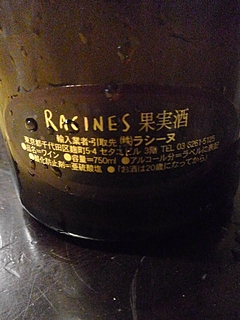 RACINES 果実酒
輸入業者・引取先 ㈱ラシーヌ
東京都千代田区麹町5-4 セタニビル 3階 TEL 03 6261-5125
●品名=ワイン ●容量=750ml ●アルコール分=ラベルに表記
●酸化防止剤=亜硫酸塩 ●「お酒は20歳になってから」